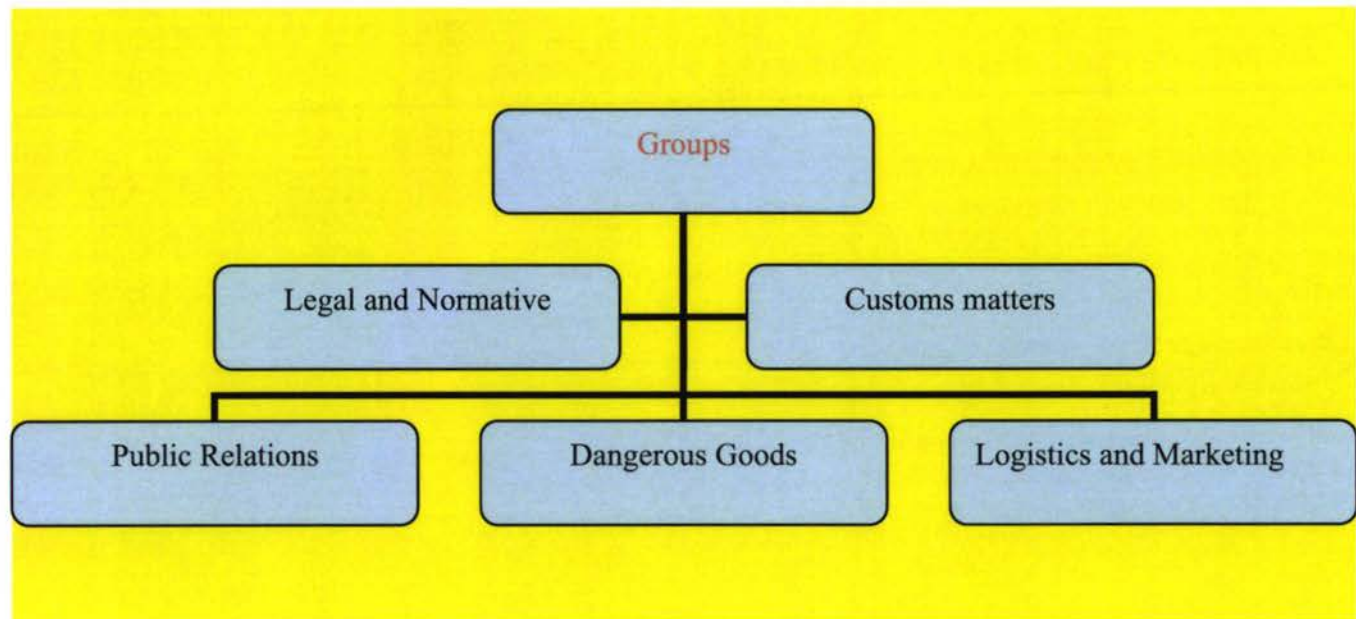 Groups
Legal and Normative
Customs matters
Public Relations
Dangerous Goods
Logistics and Marketing